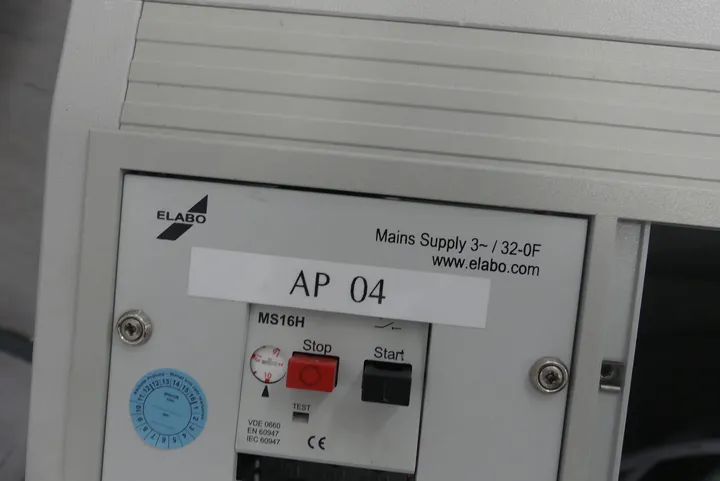 ELABO
Mains Supply 3~ / 32-0F
www.elabo.com
AP 04
MS16H
Stop
Start
10
TEST
VDE 0660
EN 60947
IEC 60947
CE